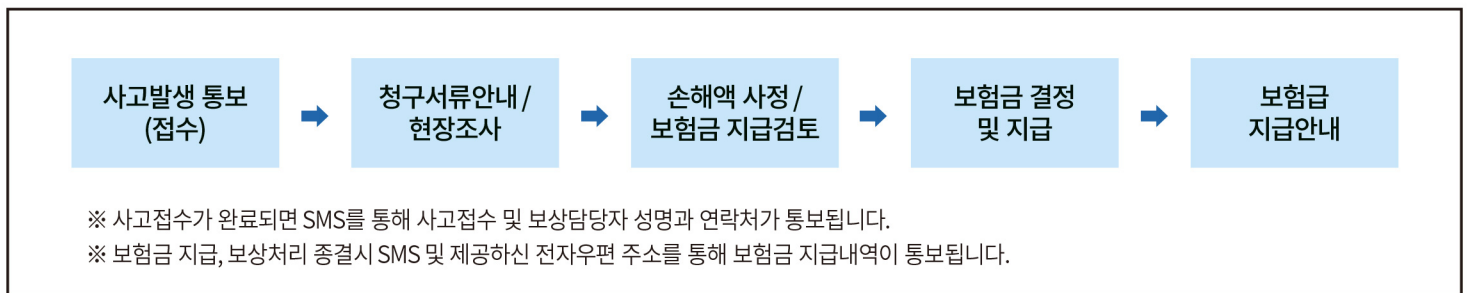 사고발생 통보
(접수)
청구서류안내 /
현장조사
손해액 사정 /
보험금 지급검토
보험금 결정
및 지급
보험급
지급안내
※ 사고접수가 완료되면 SMS를 통해 사고접수 및 보상담당자 성명과 연락처가 통보됩니다.
※ 보험금 지급, 보상처리 종결시 SMS 및 제공하신 전자우편 주소를 통해 보험금 지급내역이 통보됩니다.